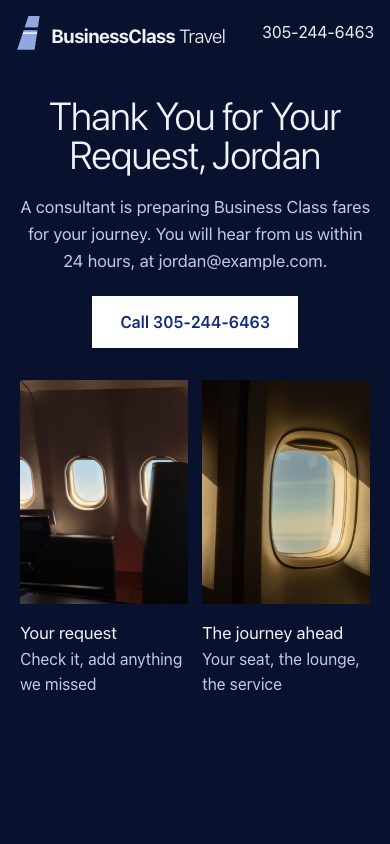 BusinessClass Travel
305-244-6463
Thank You for Your
Request, Jordan
A consultant is preparing Business Class fares
for your journey. You will hear from us within
24 hours, at jordan@example.com.
Call 305-244-6463
Your request
Check it, add anything
we missed
The journey ahead
Your seat, the lounge,
the service